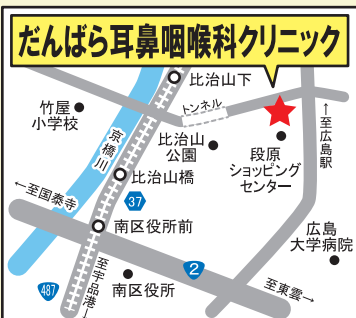 だんばら耳鼻咽喉科クリニック
比治山下
トンネル
竹屋
小学校
京橋川
比治山
公園
段原
ショッピング
センター
←至広島駅
比治山橋
←至国泰寺
37
南区役所前
広島
大学病院
至宇品港→
2
487
南区役所
至東雲→